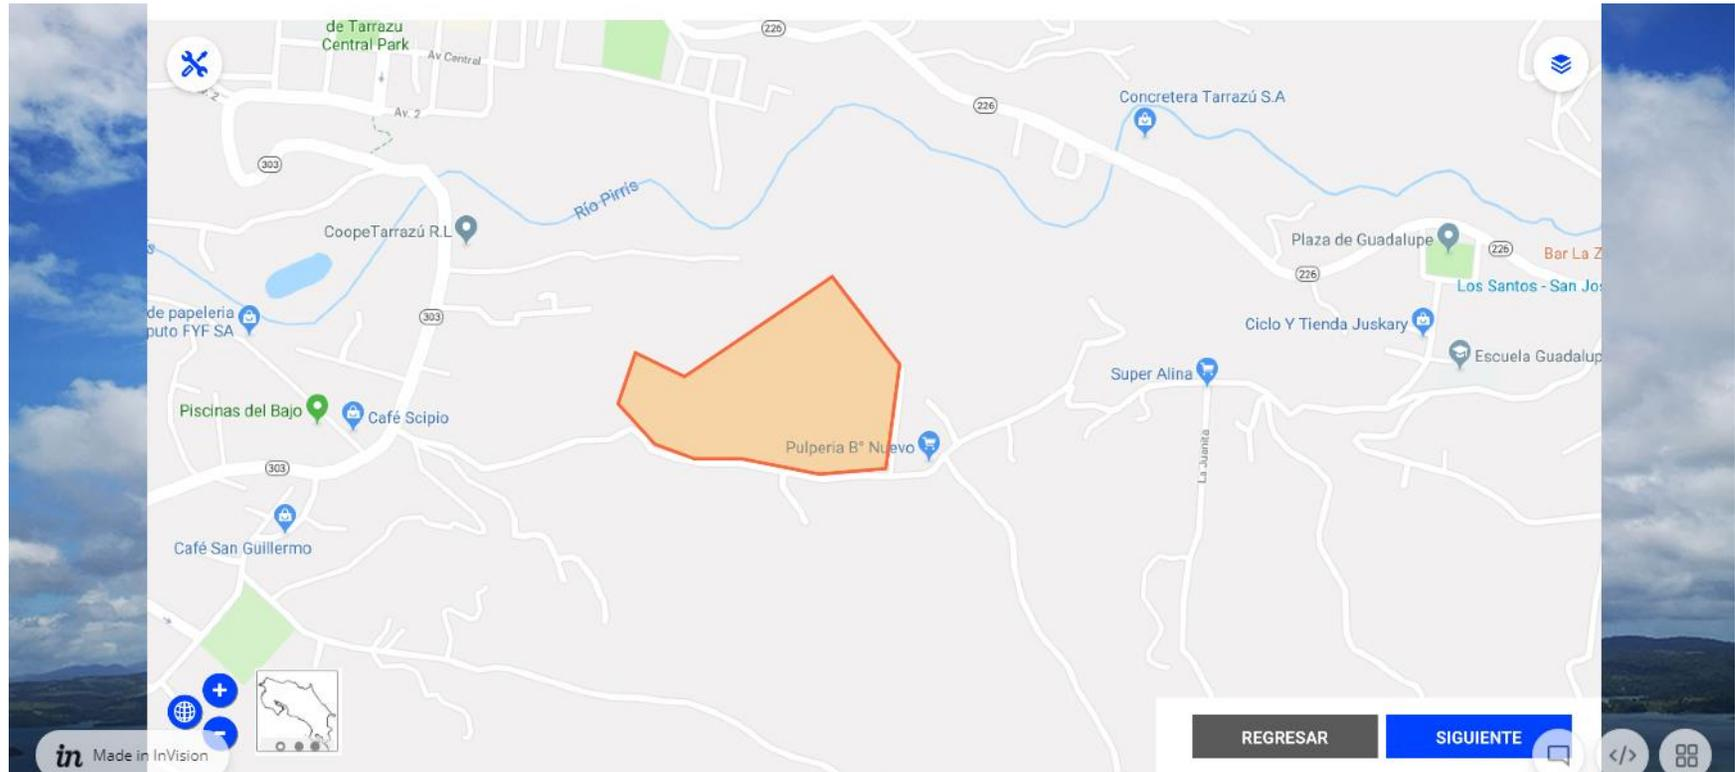 de Tarrazu
Central Park
Av Central
226
Av. 2
226
Concretera Tarrazú S.A
303
Río Pirrís
CoopeTarrazú R.L
Plaza de Guadalupe
226
Bar La Z
226
Los Santos - San Jos
de papeleria
puto FYF SA
303
Ciclo Y Tienda Juskary
Escuela Guadalup
Super Alina
Piscinas del Bajo
Café Scipio
Pulperia B° Nuevo
La Juanita
303
Café San Guillermo
+
-
REGRESAR
SIGUIENTE
in Made in InVision
</>